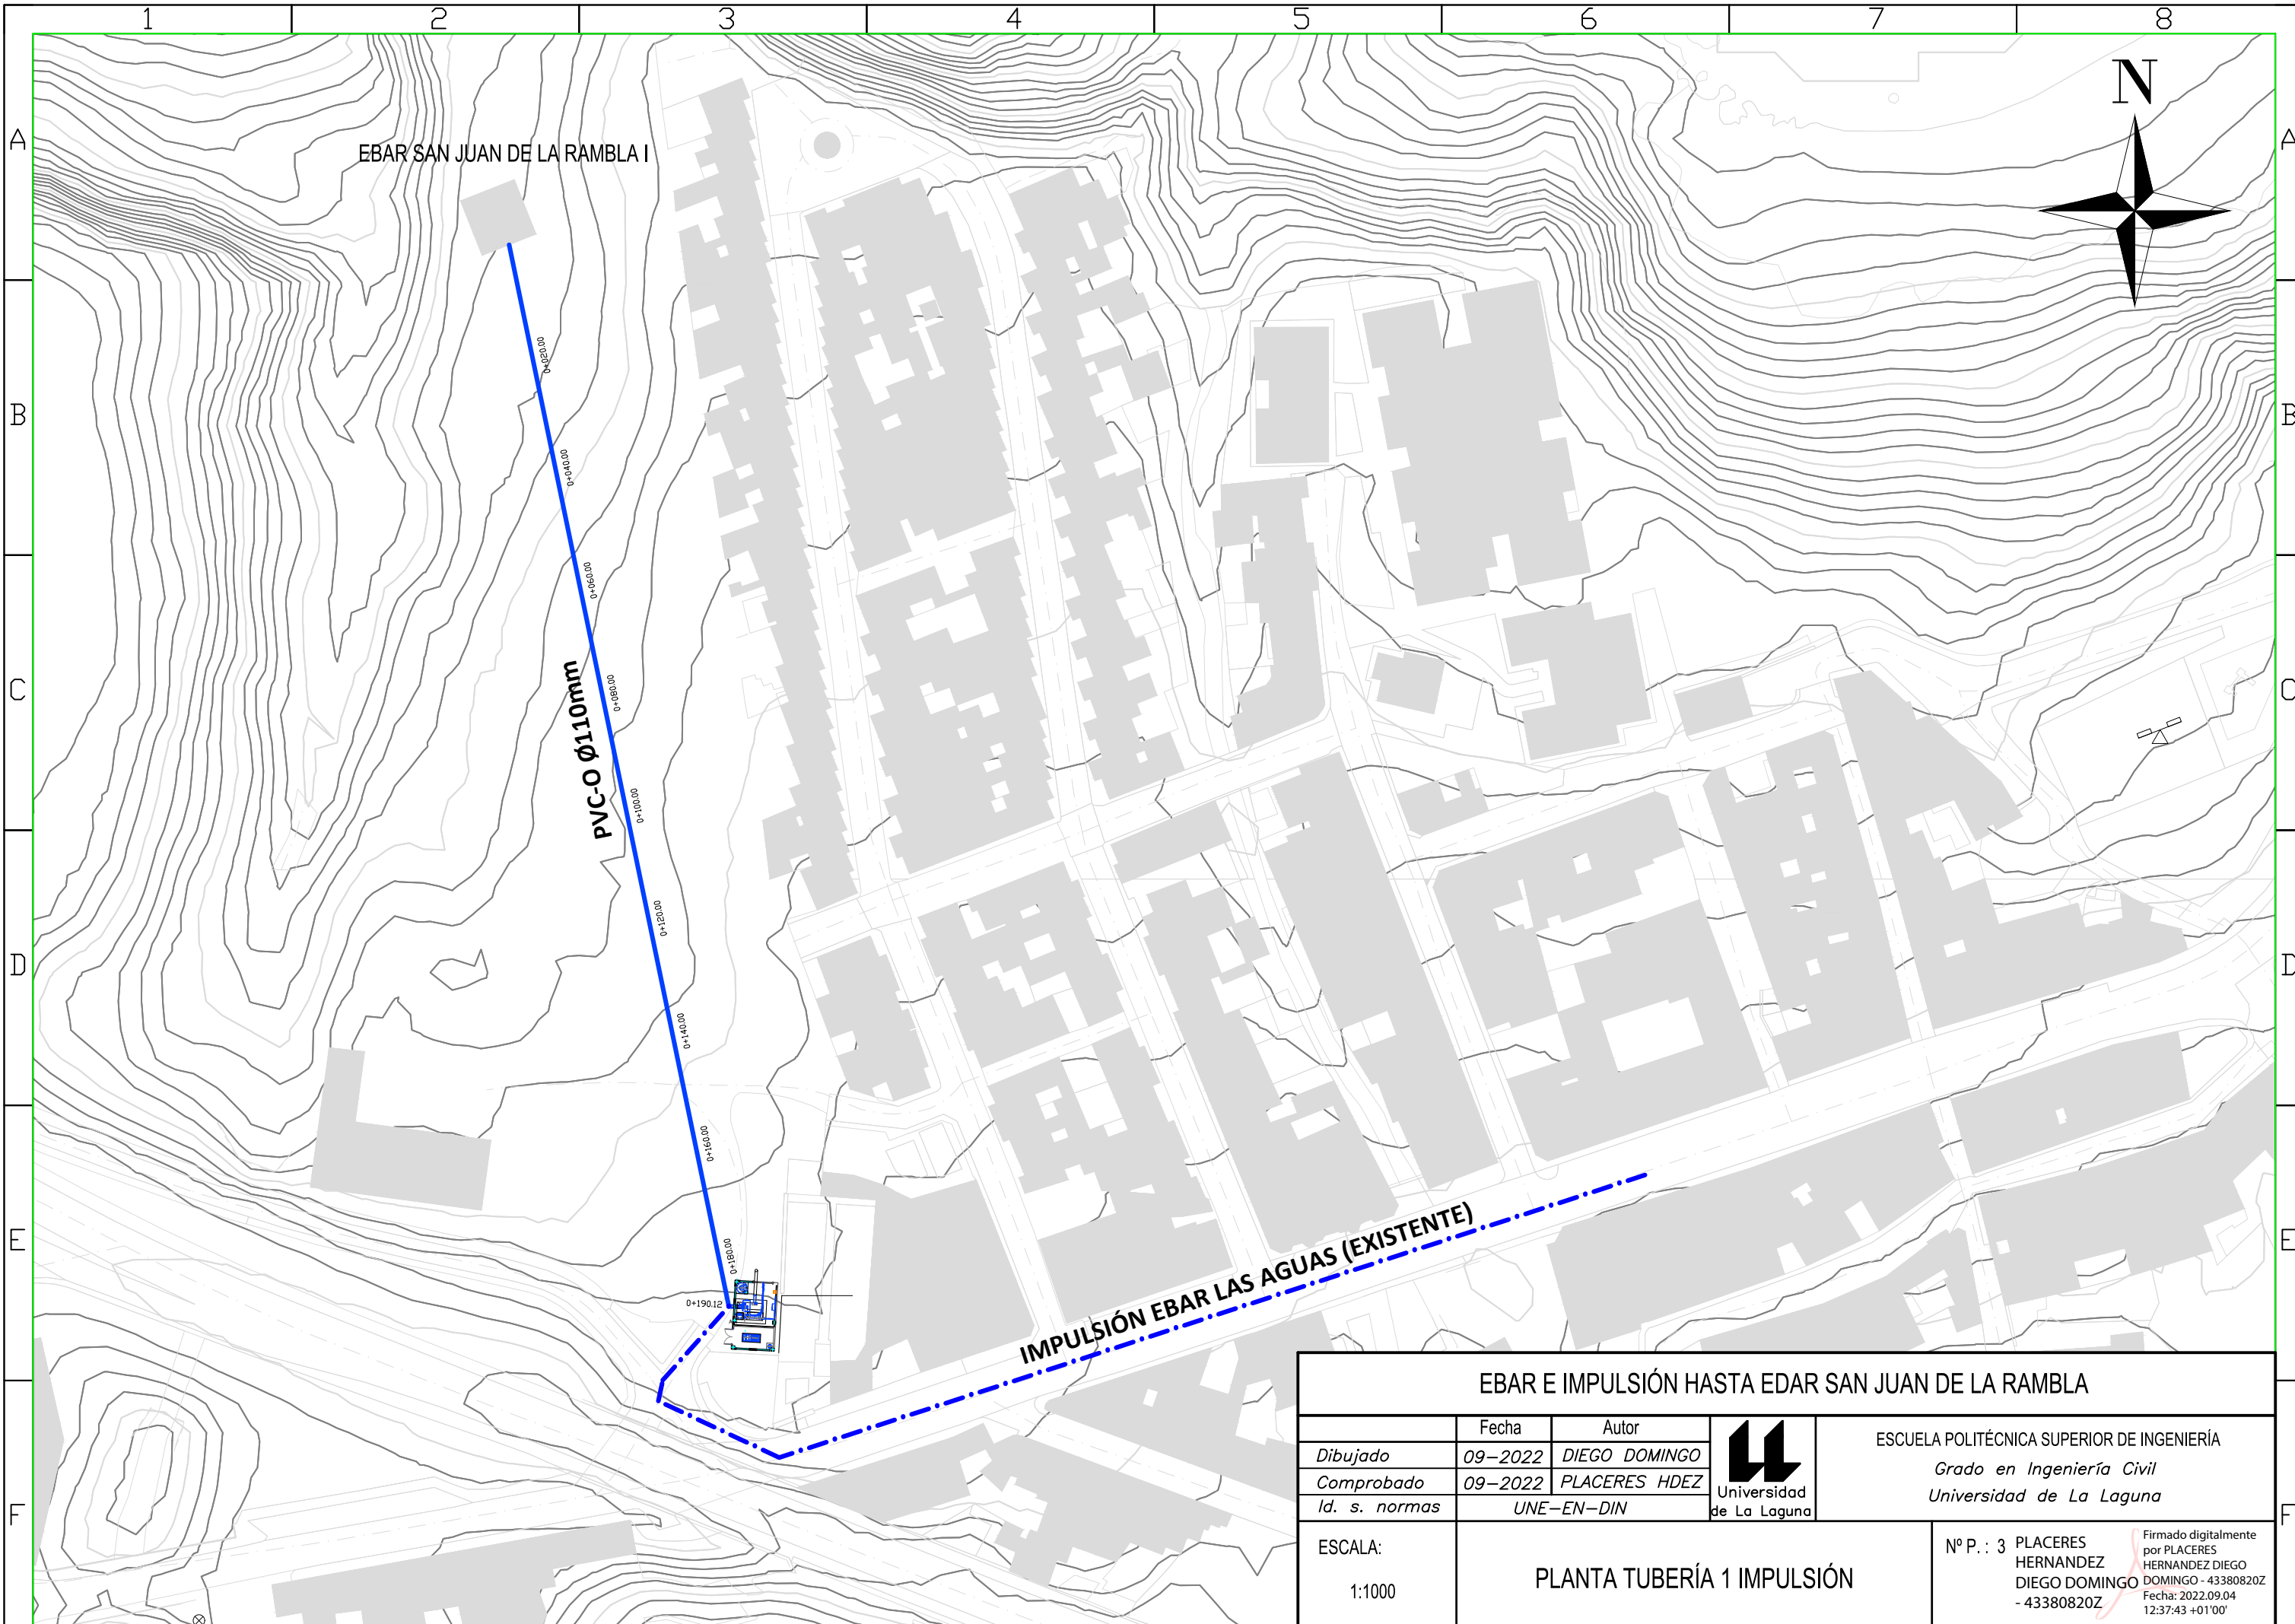 1 2 3 4 5 6 7 8
A A
N
EBAR SAN JUAN DE LA RAMBLA I
B B
0+020.00
0+040.00
0+060.00
C C
0+080.00
PVC-O Ø110mm
0+100.00
0+120.00
D D
0+140.00
0+160.00
E E
0+180.00
0+190.12
IMPULSIÓN EBAR LAS AGUAS (EXISTENTE)
F F
EBAR E IMPULSIÓN HASTA EDAR SAN JUAN DE LA RAMBLA
Fecha Autor
Dibujado 09-2022 DIEGO DOMINGO
Comprobado 09-2022 PLACERES HDEZ
Id. s. normas UNE-EN-DIN
Universidad
de La Laguna
ESCUELA POLITÉCNICA SUPERIOR DE INGENIERÍA
Grado en Ingeniería Civil
Universidad de La Laguna
ESCALA:
1:1000
PLANTA TUBERÍA 1 IMPULSIÓN
Nº P. : 3
PLACERES
HERNANDEZ
DIEGO DOMINGO
- 43380820Z
Firmado digitalmente
por PLACERES
HERNANDEZ DIEGO
DOMINGO - 43380820Z
Fecha: 2022.09.04
12:37:43 +01'00'